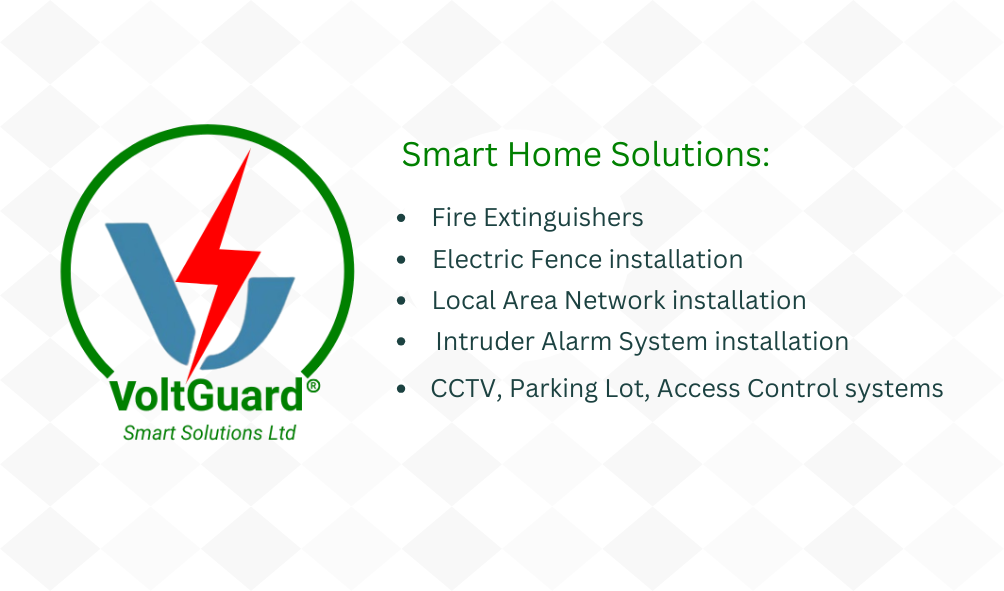 Smart Home Solutions:
• Fire Extinguishers
• Electric Fence installation
• Local Area Network installation
• Intruder Alarm System installation
• CCTV, Parking Lot, Access Control systems
VoltGuard®
Smart Solutions Ltd